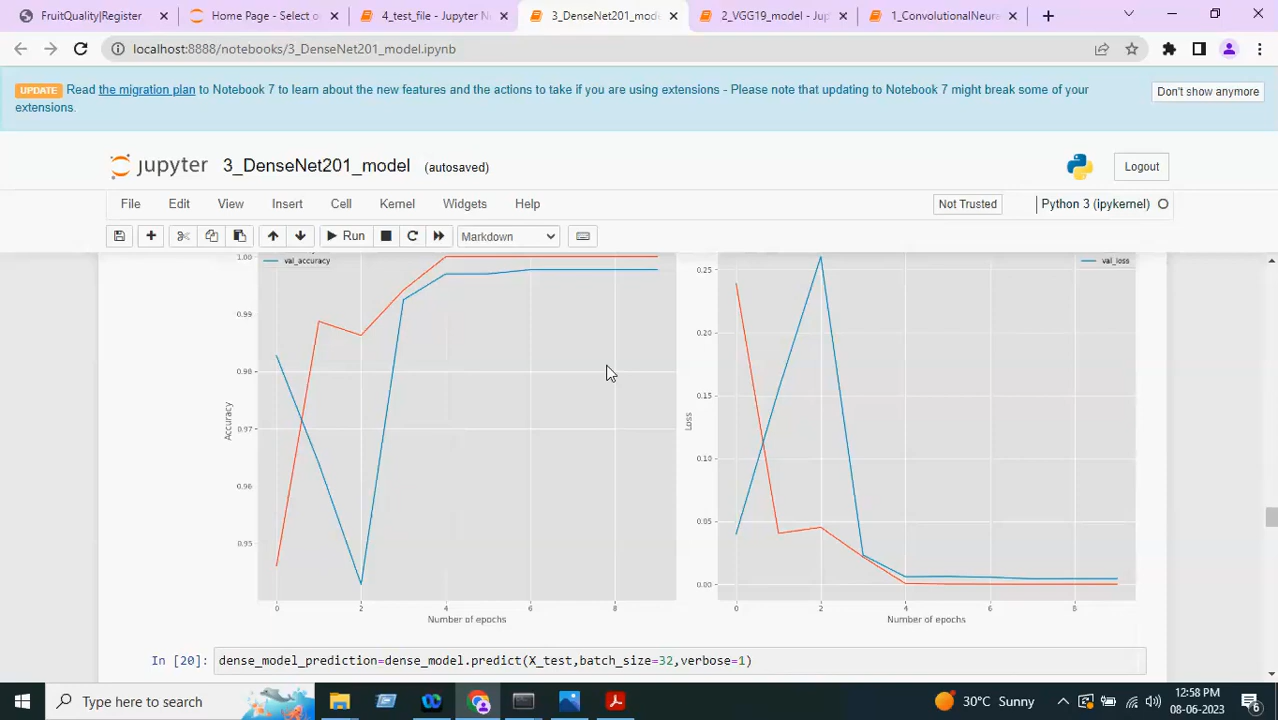 FruitQuality|Register
Home Page - Select o
4_test_file - Jupyter N
3_DenseNet201_mode
2_VGG19_model - Jup
1_ConvolutionalNeura
localhost:8888/notebooks/3_DenseNet201_model.ipynb
UPDATE Read the migration plan to Notebook 7 to learn about the new features and the actions to take if you are using extensions - Please note that updating to Notebook 7 might break some of your
extensions.
Don't show anymore
jupyter 3_DenseNet201_model (autosaved)
Logout
File Edit View Insert Cell Kernel Widgets Help
Not Trusted
Python 3 (ipykernel)
Run
Markdown
1.00
val_accuracy
0.99
0.98
0.97
0.96
0.95
Accuracy
0 2 4 6 8
Number of epochs
val_loss
0.25
0.20
0.15
0.10
0.05
0.00
Loss
0 2 4 6 8
Number of epochs
In [20]: dense_model_prediction=dense_model.predict(X_test,batch_size=32,verbose=1)
Type here to search
30°C Sunny
12:58 PM
08-06-2023
6